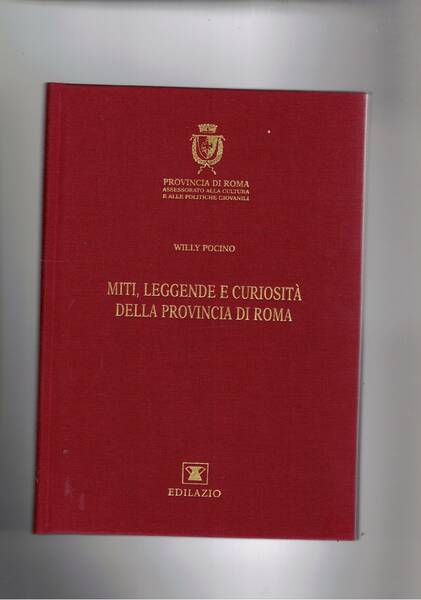 PROVINCIA DI ROMA
ASSESSORATO ALLA CULTURA
E ALLE POLITICHE GIOVANILI
WILLY POCINO
MITI, LEGGENDE E CURIOSITÀ
DELLA PROVINCIA DI ROMA
EDILAZIO